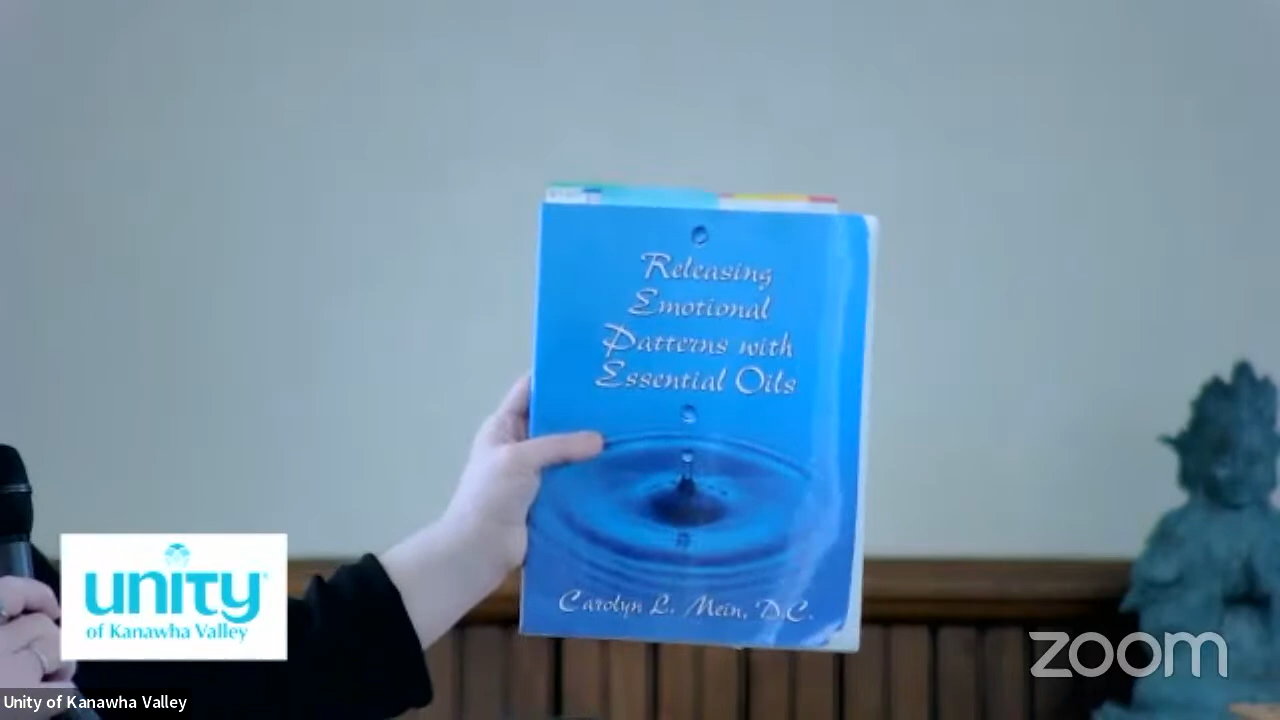 Releasing
Emotional
Patterns with
Essential Oils
Carolyn L. Mein, D.C.
unity
of Kanawha Valley
zoom
Unity of Kanawha Valley